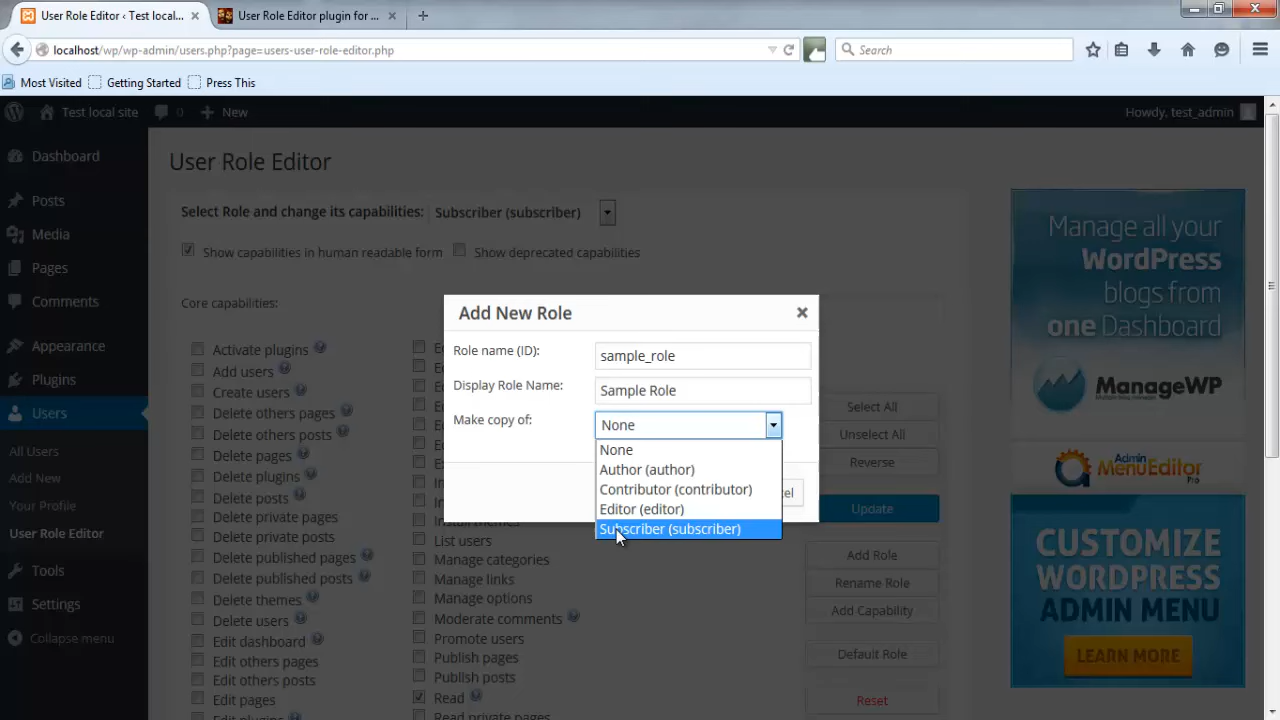 User Role Editor ‹ Test local...
User Role Editor plugin for ...
localhost/wp/wp-admin/users.php?page=users-user-role-editor.php
Search
Most Visited
Getting Started
Press This
Test local site
0
New
Howdy, test_admin
Dashboard
Posts
Media
Pages
Comments
Appearance
Plugins
Users
All Users
Add New
Your Profile
User Role Editor
Tools
Settings
Collapse menu
User Role Editor
Select Role and change its capabilities:
Subscriber (subscriber)
Show capabilities in human readable form
Show deprecated capabilities
Core capabilities:
Activate plugins
Add users
Create users
Delete others pages
Delete others posts
Delete pages
Delete plugins
Delete posts
Delete private pages
Delete private posts
Delete published pages
Delete published posts
Delete themes
Delete users
Edit dashboard
Edit others pages
Edit others posts
Edit pages
Edit plugins
List users
Manage categories
Manage links
Manage options
Moderate comments
Promote users
Publish pages
Publish posts
Read
Read private pages
Add New Role
Role name (ID):
sample_role
Display Role Name:
Sample Role
Make copy of:
None
None
Author (author)
Contributor (contributor)
Editor (editor)
Subscriber (subscriber)
Select All
Unselect All
Reverse
Update
Add Role
Rename Role
Add Capability
Default Role
Reset
Manage all your
WordPress
blogs from
one Dashboard
ManageWP
Admin
MenuEditor
Pro
CUSTOMIZE
WORDPRESS
ADMIN MENU
LEARN MORE